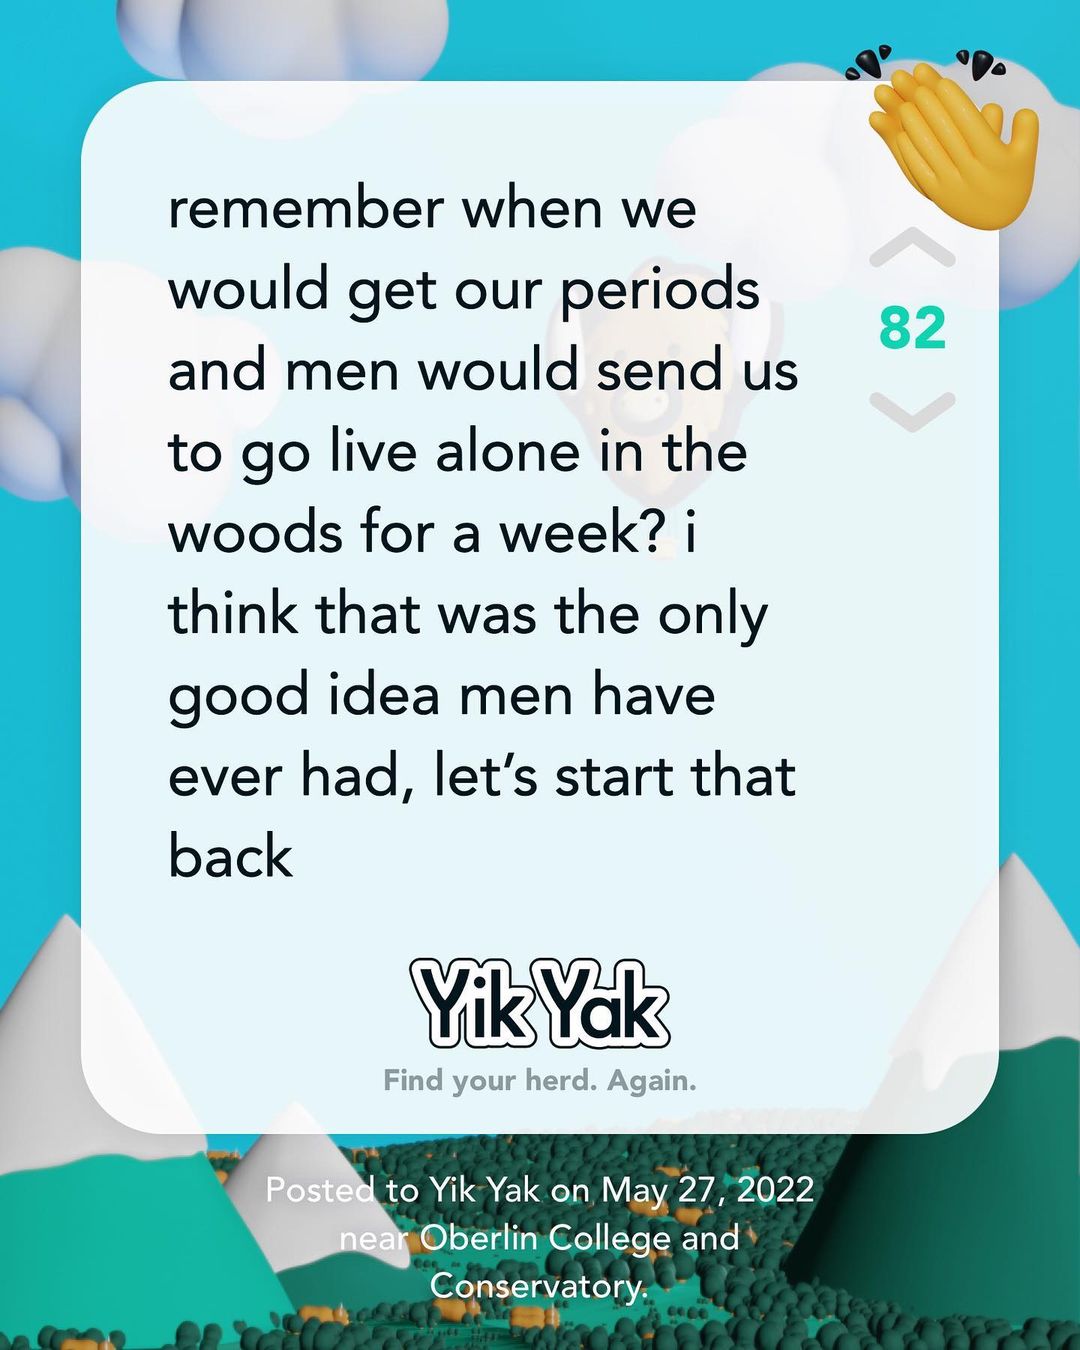 remember when we
would get our periods
and men would send us
to go live alone in the
woods for a week? i
think that was the only
good idea men have
ever had, let's start that
back
82
Yik Yak
Find your herd. Again.
Posted to Yik Yak on May 27, 2022
near Oberlin College and
Conservatory.